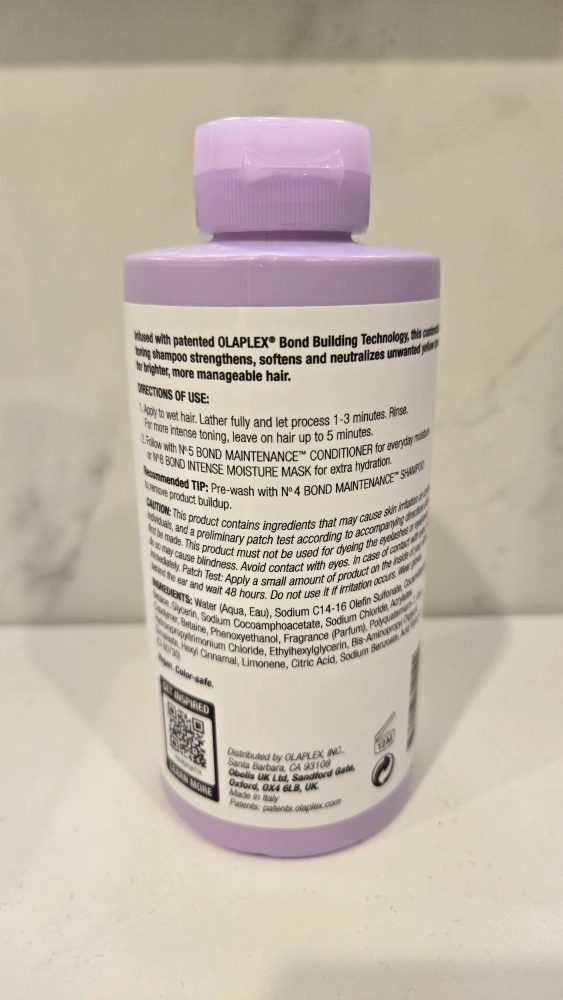 Infused with patented OLAPLEX® Bond Building Technology, this
toning shampoo strengthens, softens and neutralizes unwanted yellow
for brighter, more manageable hair.
DIRECTIONS OF USE:
1. Apply to wet hair. Lather fully and let process 1-3 minutes. Rinse.
For more intense toning, leave on hair up to 5 minutes.
2. Follow with Nº5 BOND MAINTENANCE™ CONDITIONER for everyday moisture
or Nº8 BOND INTENSE MOISTURE MASK for extra hydration.
Recommended TIP: Pre-wash with Nº4 BOND MAINTENANCE™ SHAMPOO
to remove product buildup.
CAUTION: This product contains ingredients that may cause skin irritation on
individuals, and a preliminary patch test according to accompanying directions
must be made. This product must not be used for dyeing the eyelashes or
do so may cause blindness. Avoid contact with eyes. In case of contact with
immediately. Patch Test: Apply a small amount of product on the inside of
behind the ear and wait 48 hours. Do not use it if irritation occurs. Wear
INGREDIENTS: Water (Aqua, Eau), Sodium C14-16 Olefin Sulfonate,
Glycerin, Sodium Cocoamphoacetate, Sodium Chloride,
Betaine, Phenoxyethanol, Fragrance (Parfum),
Chloride, Ethylhexylglycerin, Bis-Aminopropyl
Hexyl Cinnamal, Limonene, Citric Acid, Sodium Benzoate,
Color-safe.
GET INSPIRED
LEARN MORE
Distributed by OLAPLEX, INC.,
Santa Barbara, CA 93108
Obelis UK Ltd, Sandford Gate,
Oxford, OX4 6LB, UK.
Made in Italy
Patents: patents.olaplex.com
12M